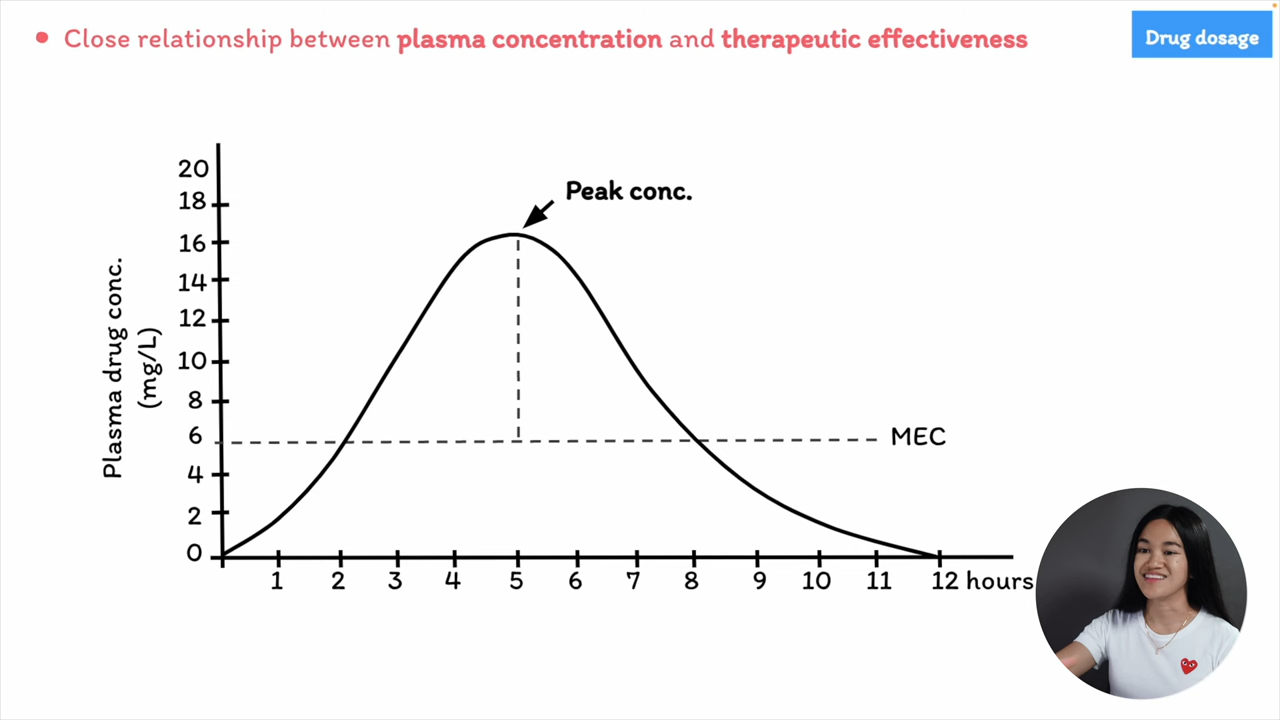 • Close relationship between plasma concentration and therapeutic effectiveness
Drug dosage
Peak conc.
Plasma drug conc.
(mg/L)
20
18
16
14
12
10
8
6
4
2
0
MEC
1 2 3 4 5 6 7 8 9 10 11 12 hours